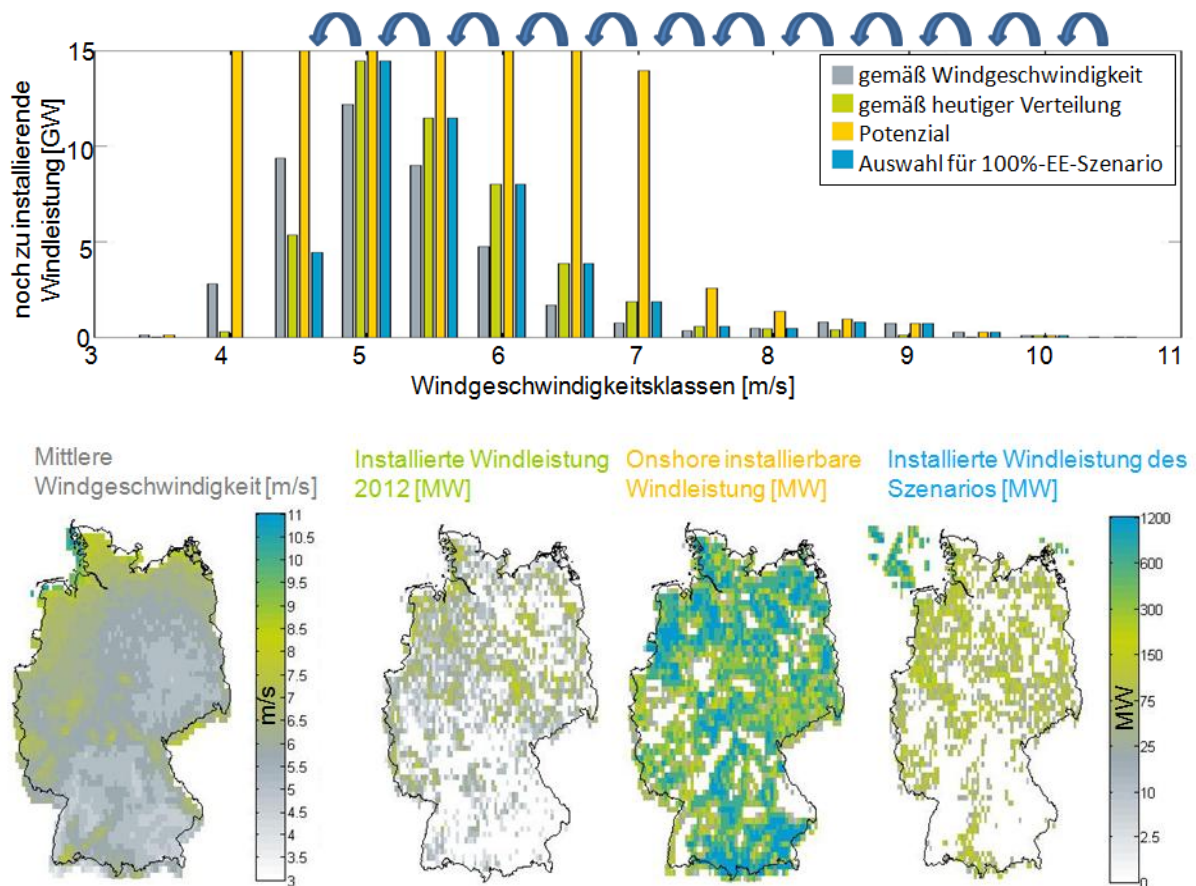 noch zu installierende
Windleistung [GW]
15
10
5
0
3
4
5
6
7
8
9
10
11
Windgeschwindigkeitsklassen [m/s]
gemäß Windgeschwindigkeit
gemäß heutiger Verteilung
Potenzial
Auswahl für 100%-EE-Szenario
Mittlere
Windgeschwindigkeit [m/s]
11
10.5
10
9.5
9
8.5
8
7.5
7
6.5
6
5.5
5
4.5
4
3.5
3
m/s
Installierte Windleistung
2012 [MW]
Onshore installierbare
Windleistung [MW]
Installierte Windleistung des
Szenarios [MW]
1200
600
300
150
75
25
10
2.5
0
MW